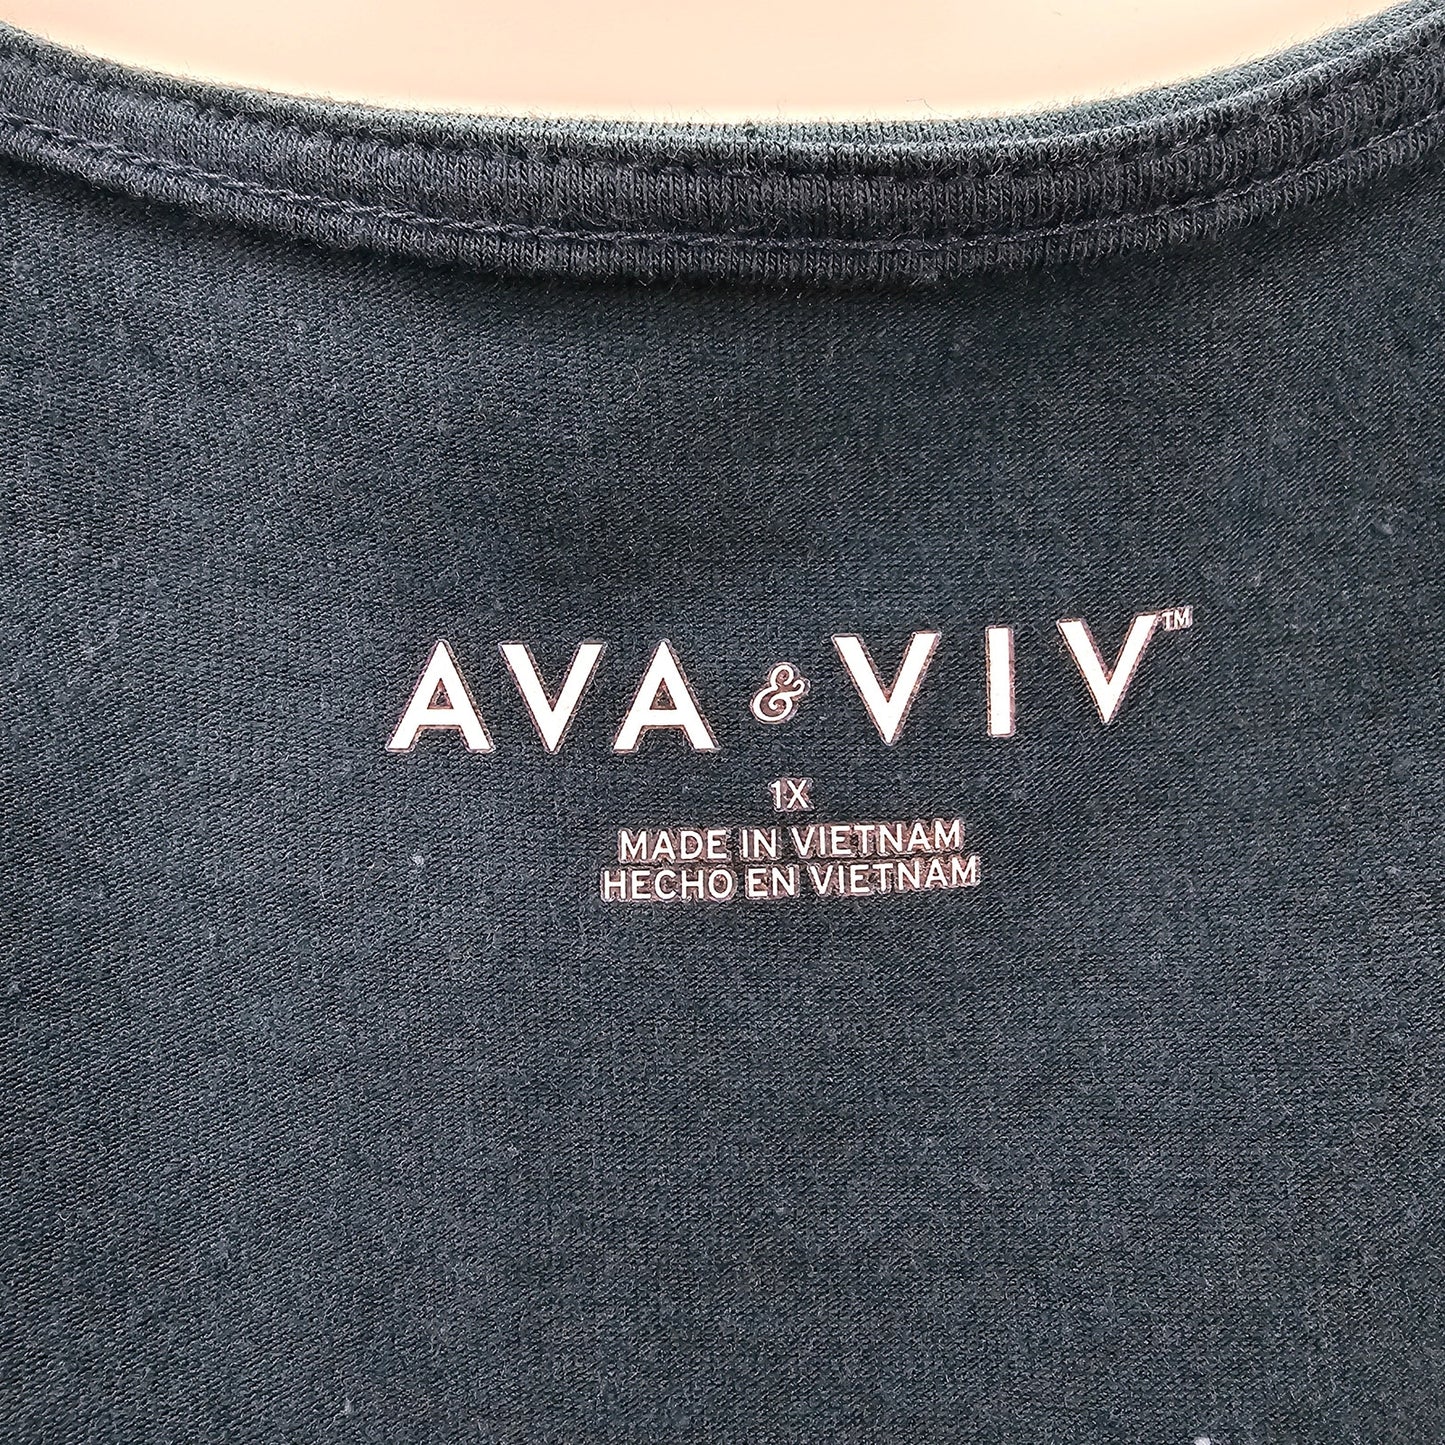 AVA & VIV™
1X
MADE IN VIETNAM
HECHO EN VIETNAM